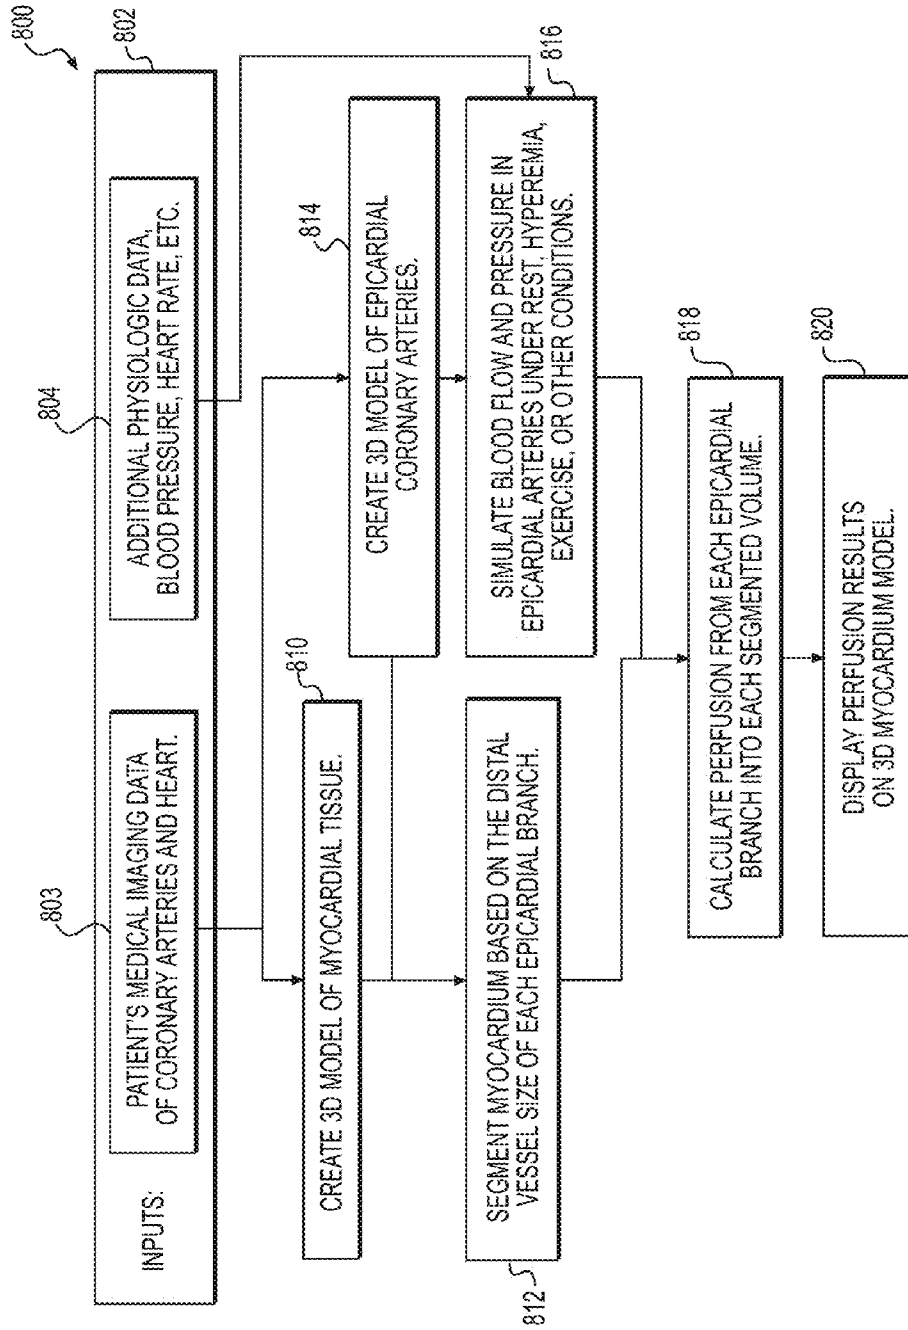 800
802
INPUTS:
803
PATIENT'S MEDICAL IMAGING DATA
OF CORONARY ARTERIES AND HEART.
804
ADDITIONAL PHYSIOLOGIC DATA,
BLOOD PRESSURE, HEART RATE, ETC.
810
CREATE 3D MODEL OF MYOCARDIAL TISSUE.
814
CREATE 3D MODEL OF EPICARDIAL
CORONARY ARTERIES.
812
SEGMENT MYOCARDIUM BASED ON THE DISTAL
VESSEL SIZE OF EACH EPICARDIAL BRANCH.
816
SIMULATE BLOOD FLOW AND PRESSURE IN
EPICARDIAL ARTERIES UNDER REST, HYPEREMIA,
EXERCISE, OR OTHER CONDITIONS.
818
CALCULATE PERFUSION FROM EACH EPICARDIAL
BRANCH INTO EACH SEGMENTED VOLUME.
820
DISPLAY PERFUSION RESULTS
ON 3D MYOCARDIUM MODEL.